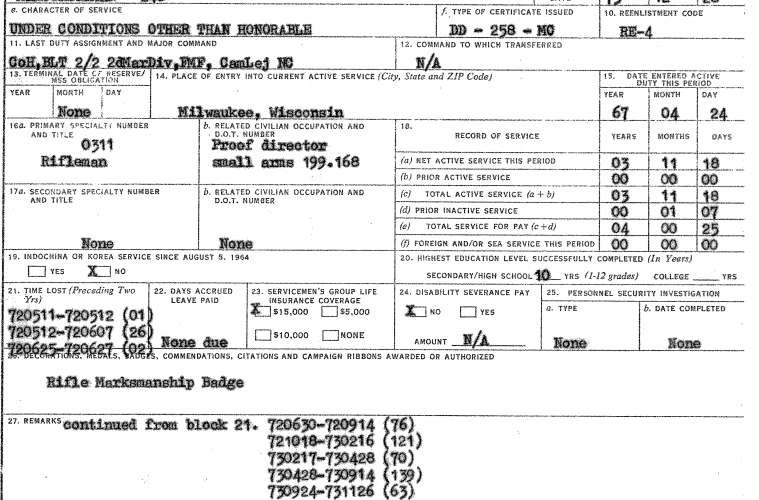 e. CHARACTER OF SERVICE
f. TYPE OF CERTIFICATE ISSUED
10. REENLISTMENT CODE
UNDER CONDITIONS OTHER THAN HONORABLE
DD - 258 - MC
RE-4
11. LAST DUTY ASSIGNMENT AND MAJOR COMMAND
12. COMMAND TO WHICH TRANSFERRED
CoH,BLT 2/2 2dMarDiv,FMF, CamLej NC
N/A
13. TERMINAL DATE OF RESERVE/
MSS OBLIGATION
14. PLACE OF ENTRY INTO CURRENT ACTIVE SERVICE (City, State and ZIP Code)
15. DATE ENTERED ACTIVE
DUTY THIS PERIOD
YEAR MONTH DAY
YEAR MONTH DAY
None
Milwaukee, Wisconsin
67 04 24
16a. PRIMARY SPECIALTY NUMBER
AND TITLE
0311
Rifleman
b. RELATED CIVILIAN OCCUPATION AND
D.O.T. NUMBER
Proof director
small arms 199.168
18.
RECORD OF SERVICE
YEARS MONTHS DAYS
(a) NET ACTIVE SERVICE THIS PERIOD 03 11 18
(b) PRIOR ACTIVE SERVICE 00 00 00
(c) TOTAL ACTIVE SERVICE (a + b) 03 11 18
(d) PRIOR INACTIVE SERVICE 00 01 07
(e) TOTAL SERVICE FOR PAY (c+d) 04 00 25
(f) FOREIGN AND/OR SEA SERVICE THIS PERIOD 00 00 00
17a. SECONDARY SPECIALTY NUMBER
AND TITLE
None
b. RELATED CIVILIAN OCCUPATION AND
D.O.T. NUMBER
None
19. INDOCHINA OR KOREA SERVICE SINCE AUGUST 5, 1964
YES X NO
20. HIGHEST EDUCATION LEVEL SUCCESSFULLY COMPLETED (In Years)
SECONDARY/HIGH SCHOOL 10 YRS (1-12 grades) COLLEGE YRS
21. TIME LOST (Preceding Two
Yrs)
720511-720512 (01)
720512-720607 (26)
720625-720627 (02)
22. DAYS ACCRUED
LEAVE PAID
None due
23. SERVICEMEN'S GROUP LIFE
INSURANCE COVERAGE
X $15,000 $5,000
$10,000 NONE
24. DISABILITY SEVERANCE PAY
X NO YES
AMOUNT N/A
25. PERSONNEL SECURITY INVESTIGATION
a. TYPE
None
b. DATE COMPLETED
None
26. DECORATIONS, MEDALS, BADGES, COMMENDATIONS, CITATIONS AND CAMPAIGN RIBBONS AWARDED OR AUTHORIZED
Rifle Marksmanship Badge
27. REMARKS continued from block 21. 720630-720914 (76)
721018-730216 (121)
730217-730428 (70)
730428-730914 (139)
730924-731126 (63)